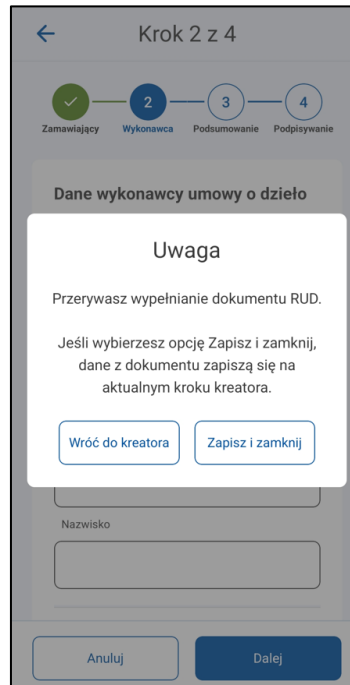 Krok 2 z 4
2
3
4
Zamawiający
Wykonawca
Podsumowanie
Podpisywanie
Dane wykonawcy umowy o dzieło
Uwaga
Przerywasz wypełnianie dokumentu RUD.
Jeśli wybierzesz opcję Zapisz i zamknij,
dane z dokumentu zapiszą się na
aktualnym kroku kreatora.
Wróć do kreatora
Zapisz i zamknij
Nazwisko
Anuluj
Dalej